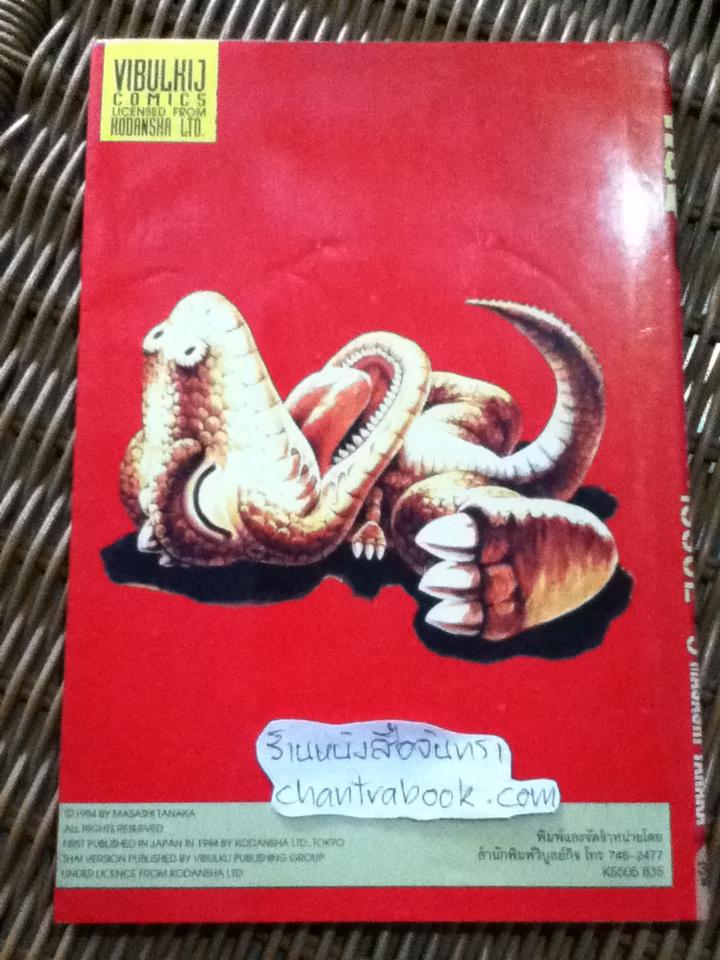 VIBULKIJ
COMICS
LICENSED FROM
KODANSHA LTD.
ร้านหนังสือจันทรา
chantrabook.com
©1994 BY MASASHI TANAKA
ALL RIGHTS RESERVED
FIRST PUBLISHED IN JAPAN IN 1994 BY KODANSHA LTD. TOKYO
THAI VERSION PUBLISHED BY VIBULKIJ PUBLISHING GROUP
UNDER LICENCE FROM KODANSHA LTD
พิมพ์และจัดจำหน่ายโดย
สำนักพิมพ์วิบูลย์กิจ โทร 748-2477